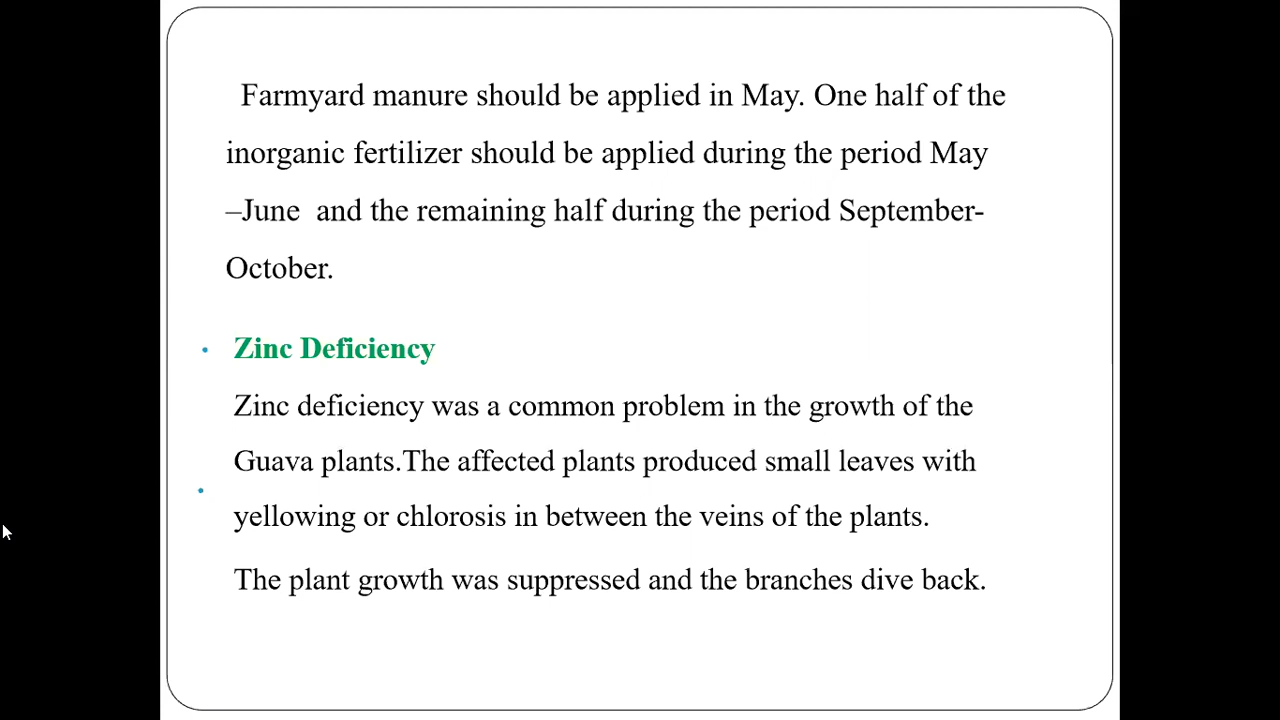 Farmyard manure should be applied in May. One half of the
inorganic fertilizer should be applied during the period May
–June  and the remaining half during the period September-
October.
• Zinc Deficiency
Zinc deficiency was a common problem in the growth of the
Guava plants.The affected plants produced small leaves with
yellowing or chlorosis in between the veins of the plants.
The plant growth was suppressed and the branches dive back.